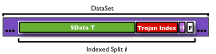 DataSet
... SData T Trojan Index H F ...
Indexed Split i